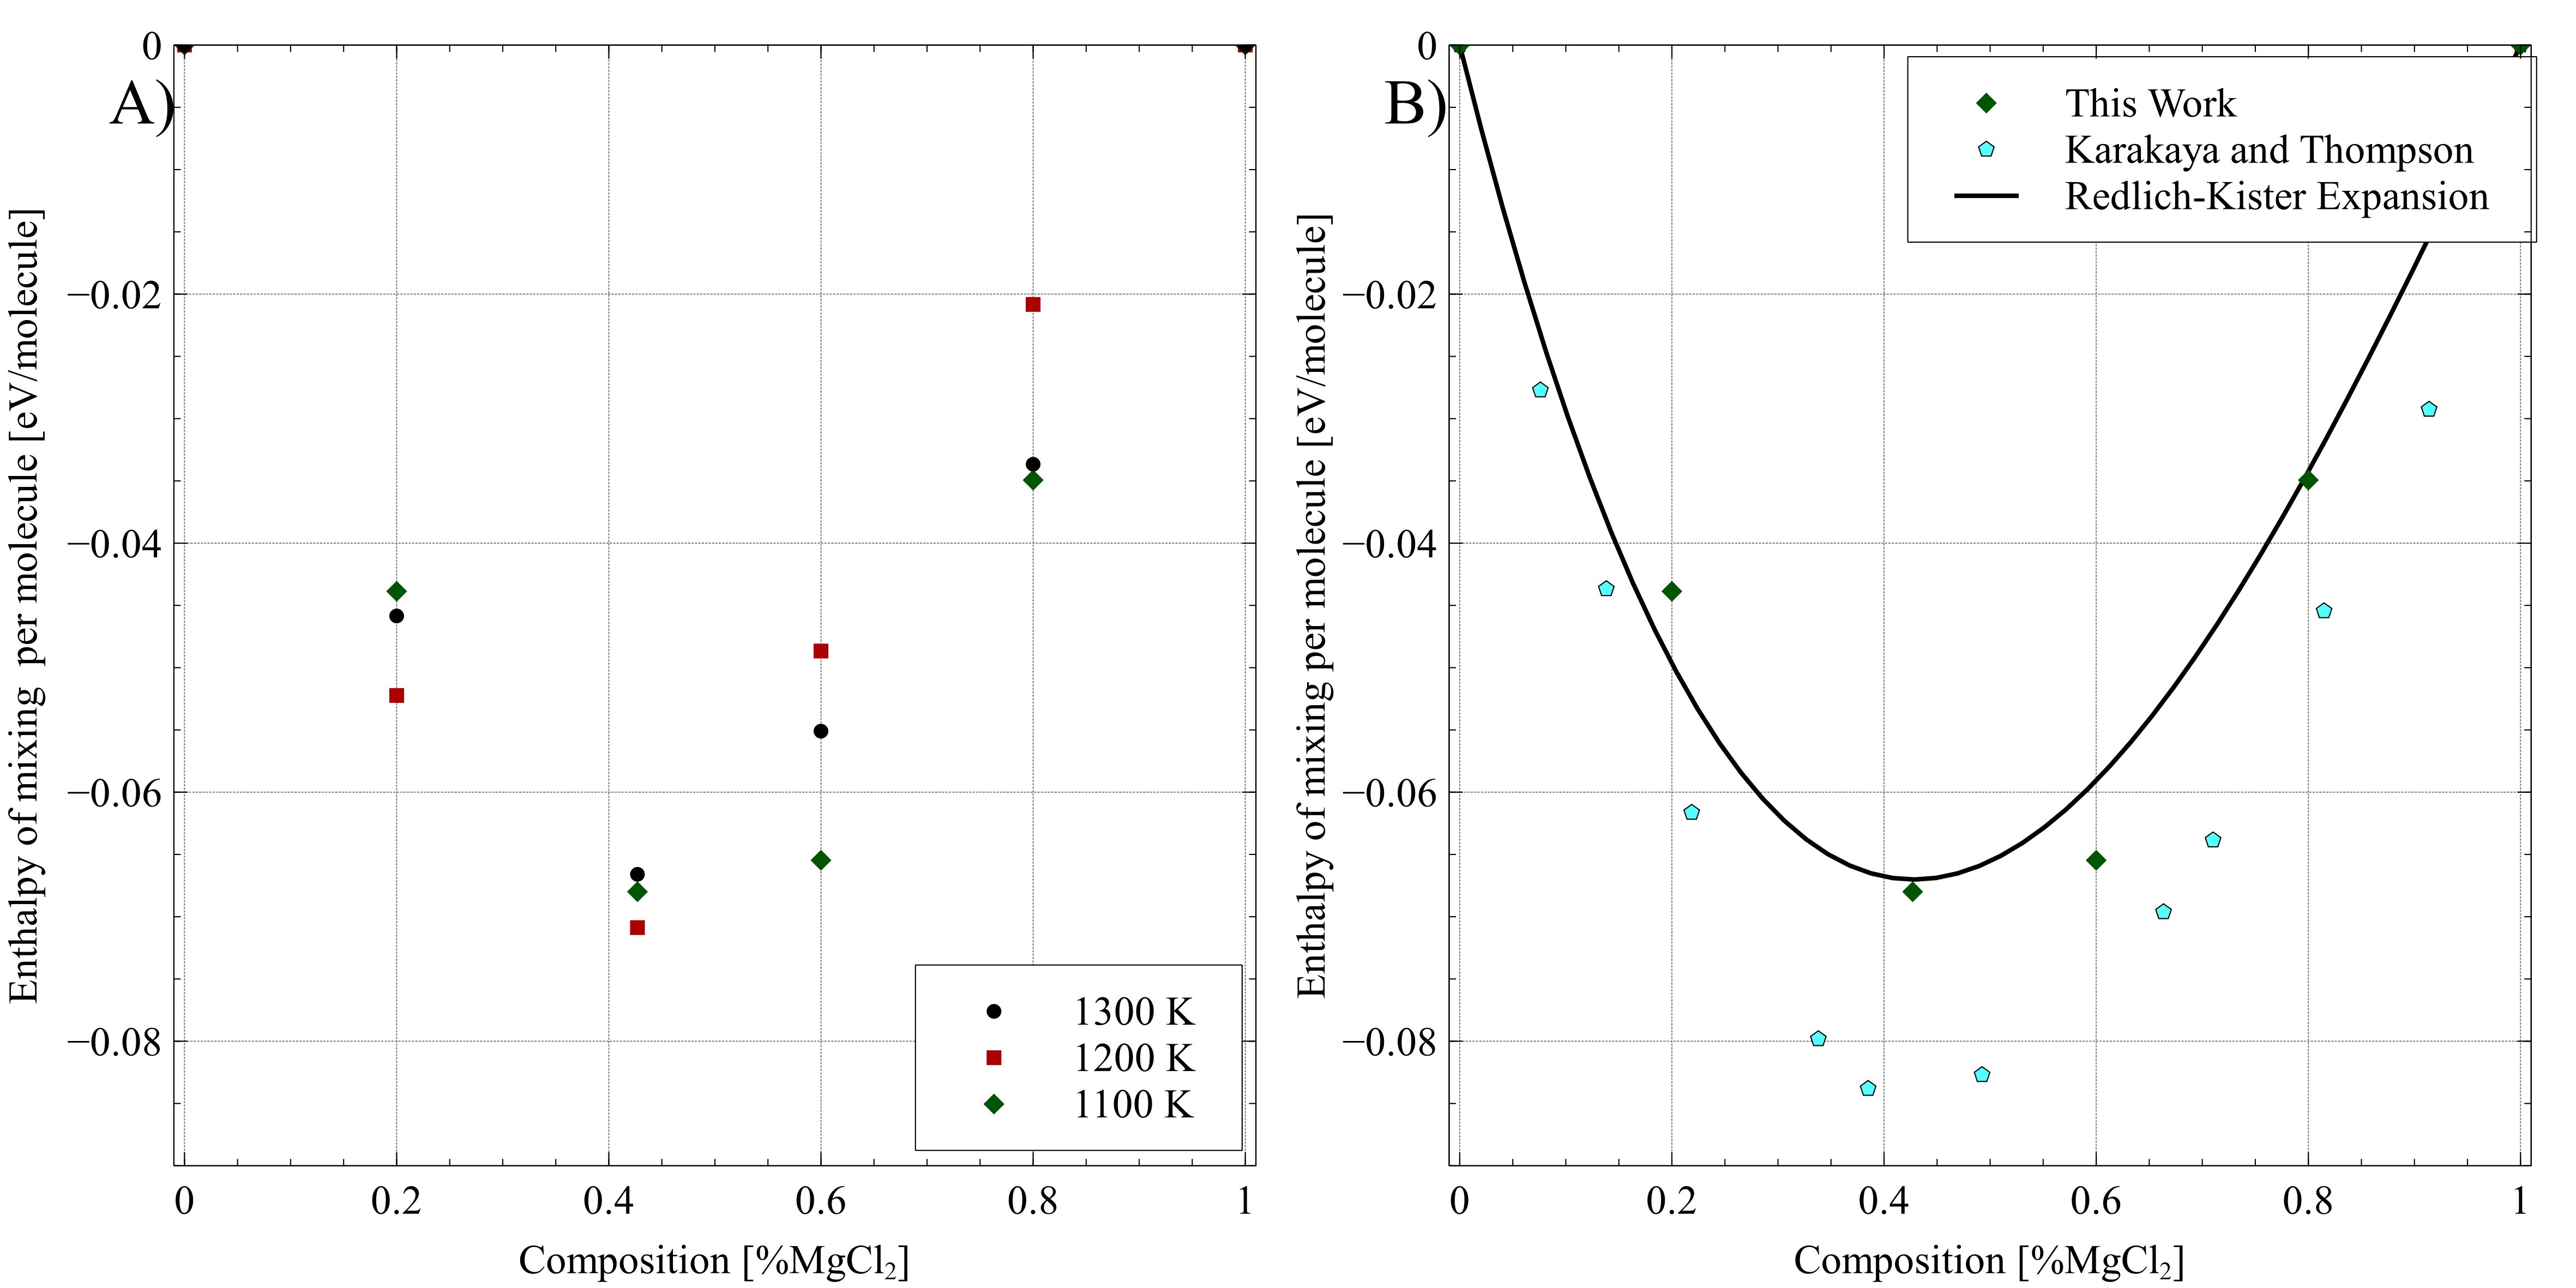 A)
Enthalpy of mixing per molecule [eV/molecule]
0
−0.02
−0.04
−0.06
−0.08
1300 K
1200 K
1100 K
0 0.2 0.4 0.6 0.8 1
Composition [%MgCl₂]
B)
Enthalpy of mixing per molecule [eV/molecule]
0
−0.02
−0.04
−0.06
−0.08
This Work
Karakaya and Thompson
Redlich-Kister Expansion
0 0.2 0.4 0.6 0.8 1
Composition [%MgCl₂]